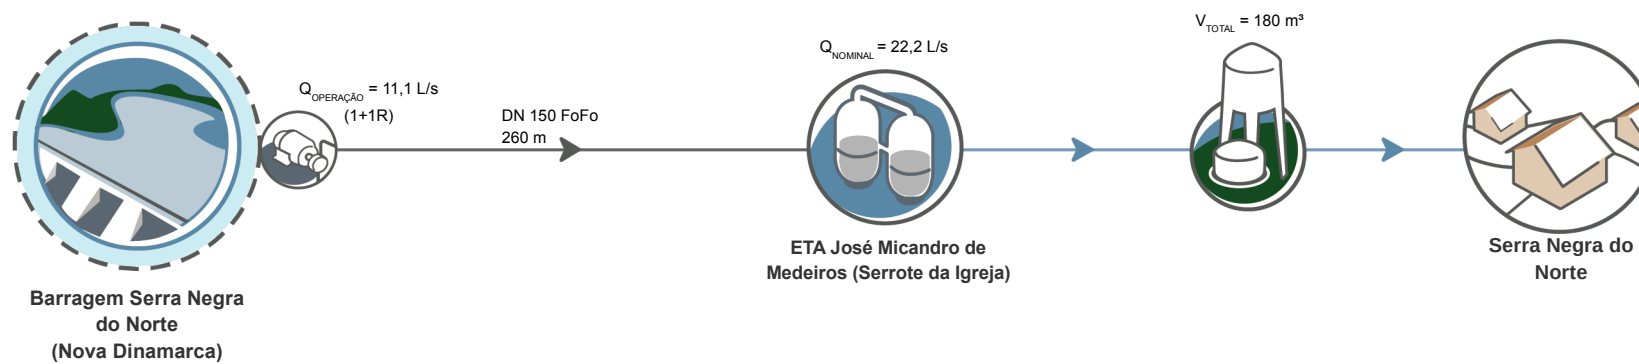 V_TOTAL = 180 m³
Q_NOMINAL = 22,2 L/s
Q_OPERAÇÃO = 11,1 L/s
(1+1R)
DN 150 FoFo
260 m
ETA José Micandro de
Medeiros (Serrote da Igreja)
Serra Negra do
Norte
Barragem Serra Negra
do Norte
(Nova Dinamarca)